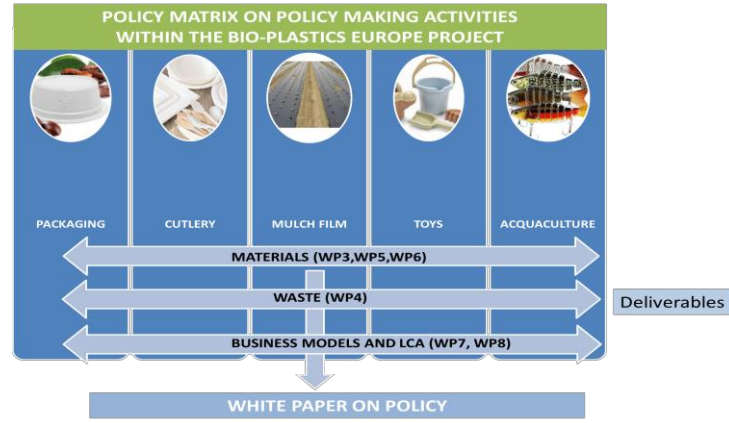 POLICY MATRIX ON POLICY MAKING ACTIVITIES
WITHIN THE BIO-PLASTICS EUROPE PROJECT
PACKAGING
CUTLERY
MULCH FILM
TOYS
ACQUACULTURE
MATERIALS (WP3,WP5,WP6)
WASTE (WP4)
Deliverables
BUSINESS MODELS AND LCA (WP7, WP8)
WHITE PAPER ON POLICY